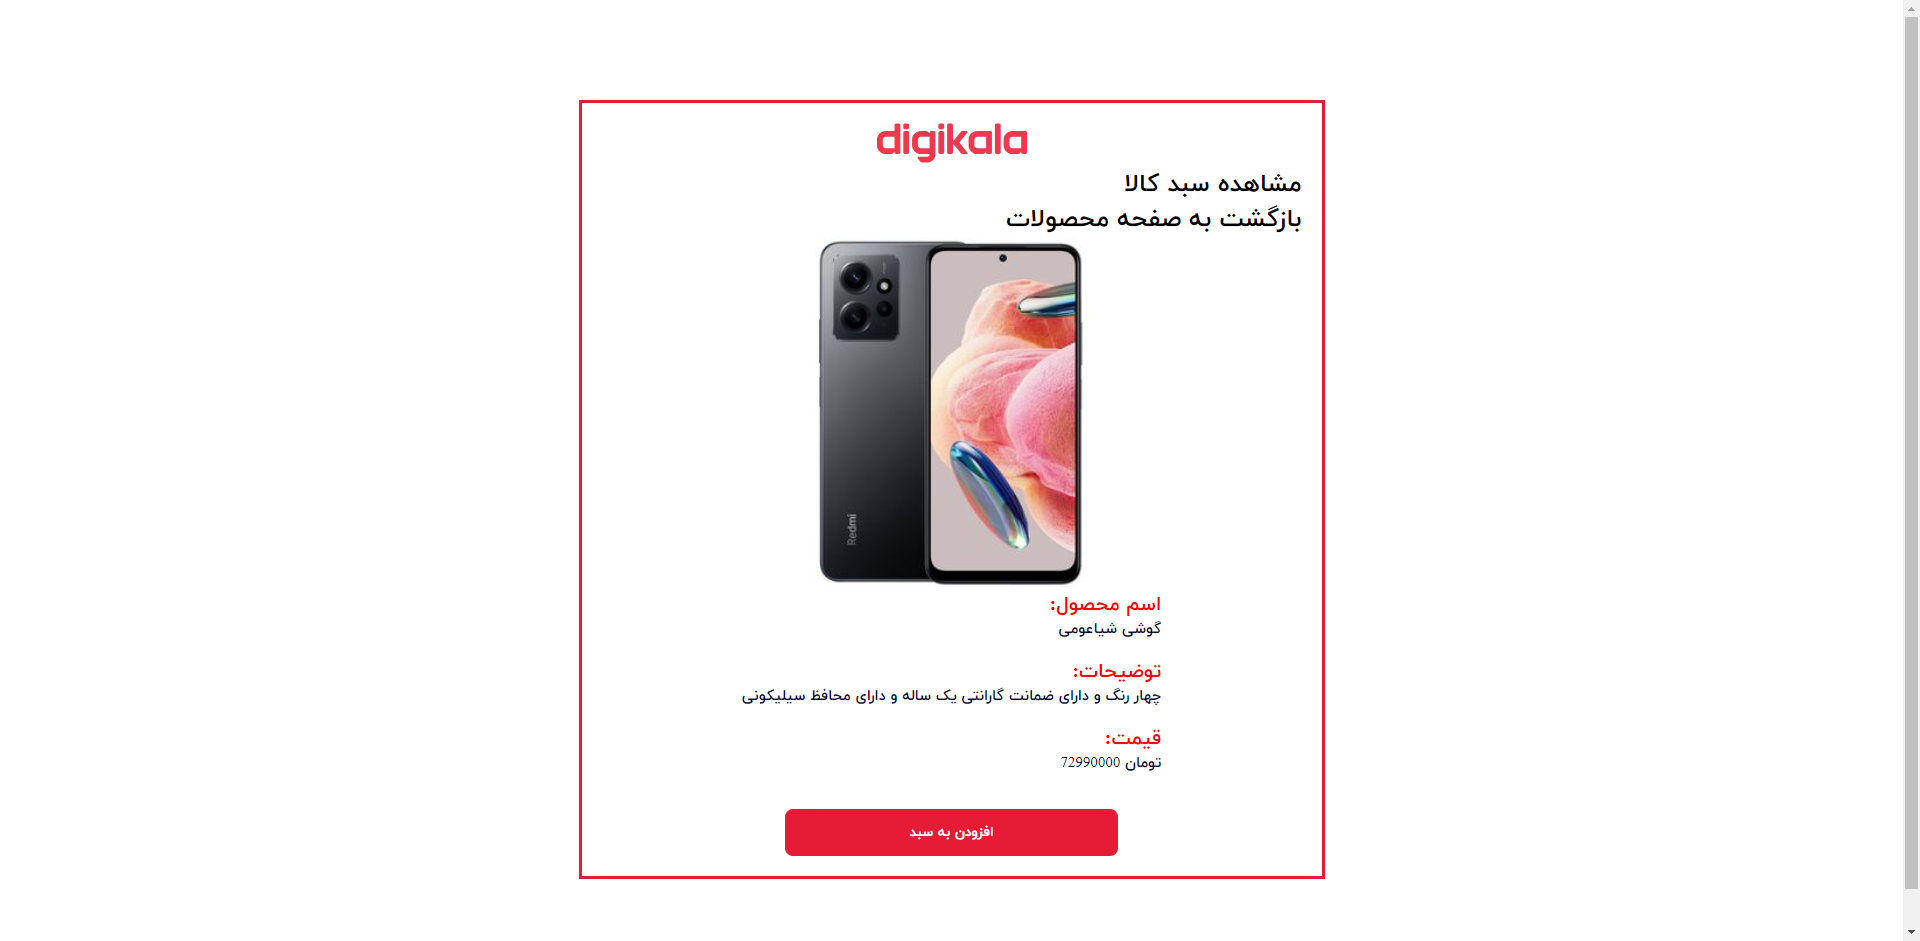 digikala
مشاهده سبد کالا
بازگشت به صفحه محصولات
Redmi
اسم محصول:
گوشی شیاعومی
توضیحات:
چهار رنگ و دارای ضمانت گارانتی یک ساله و دارای محافظ سیلیکونی
قیمت:
تومان 72990000
افزودن به سبد